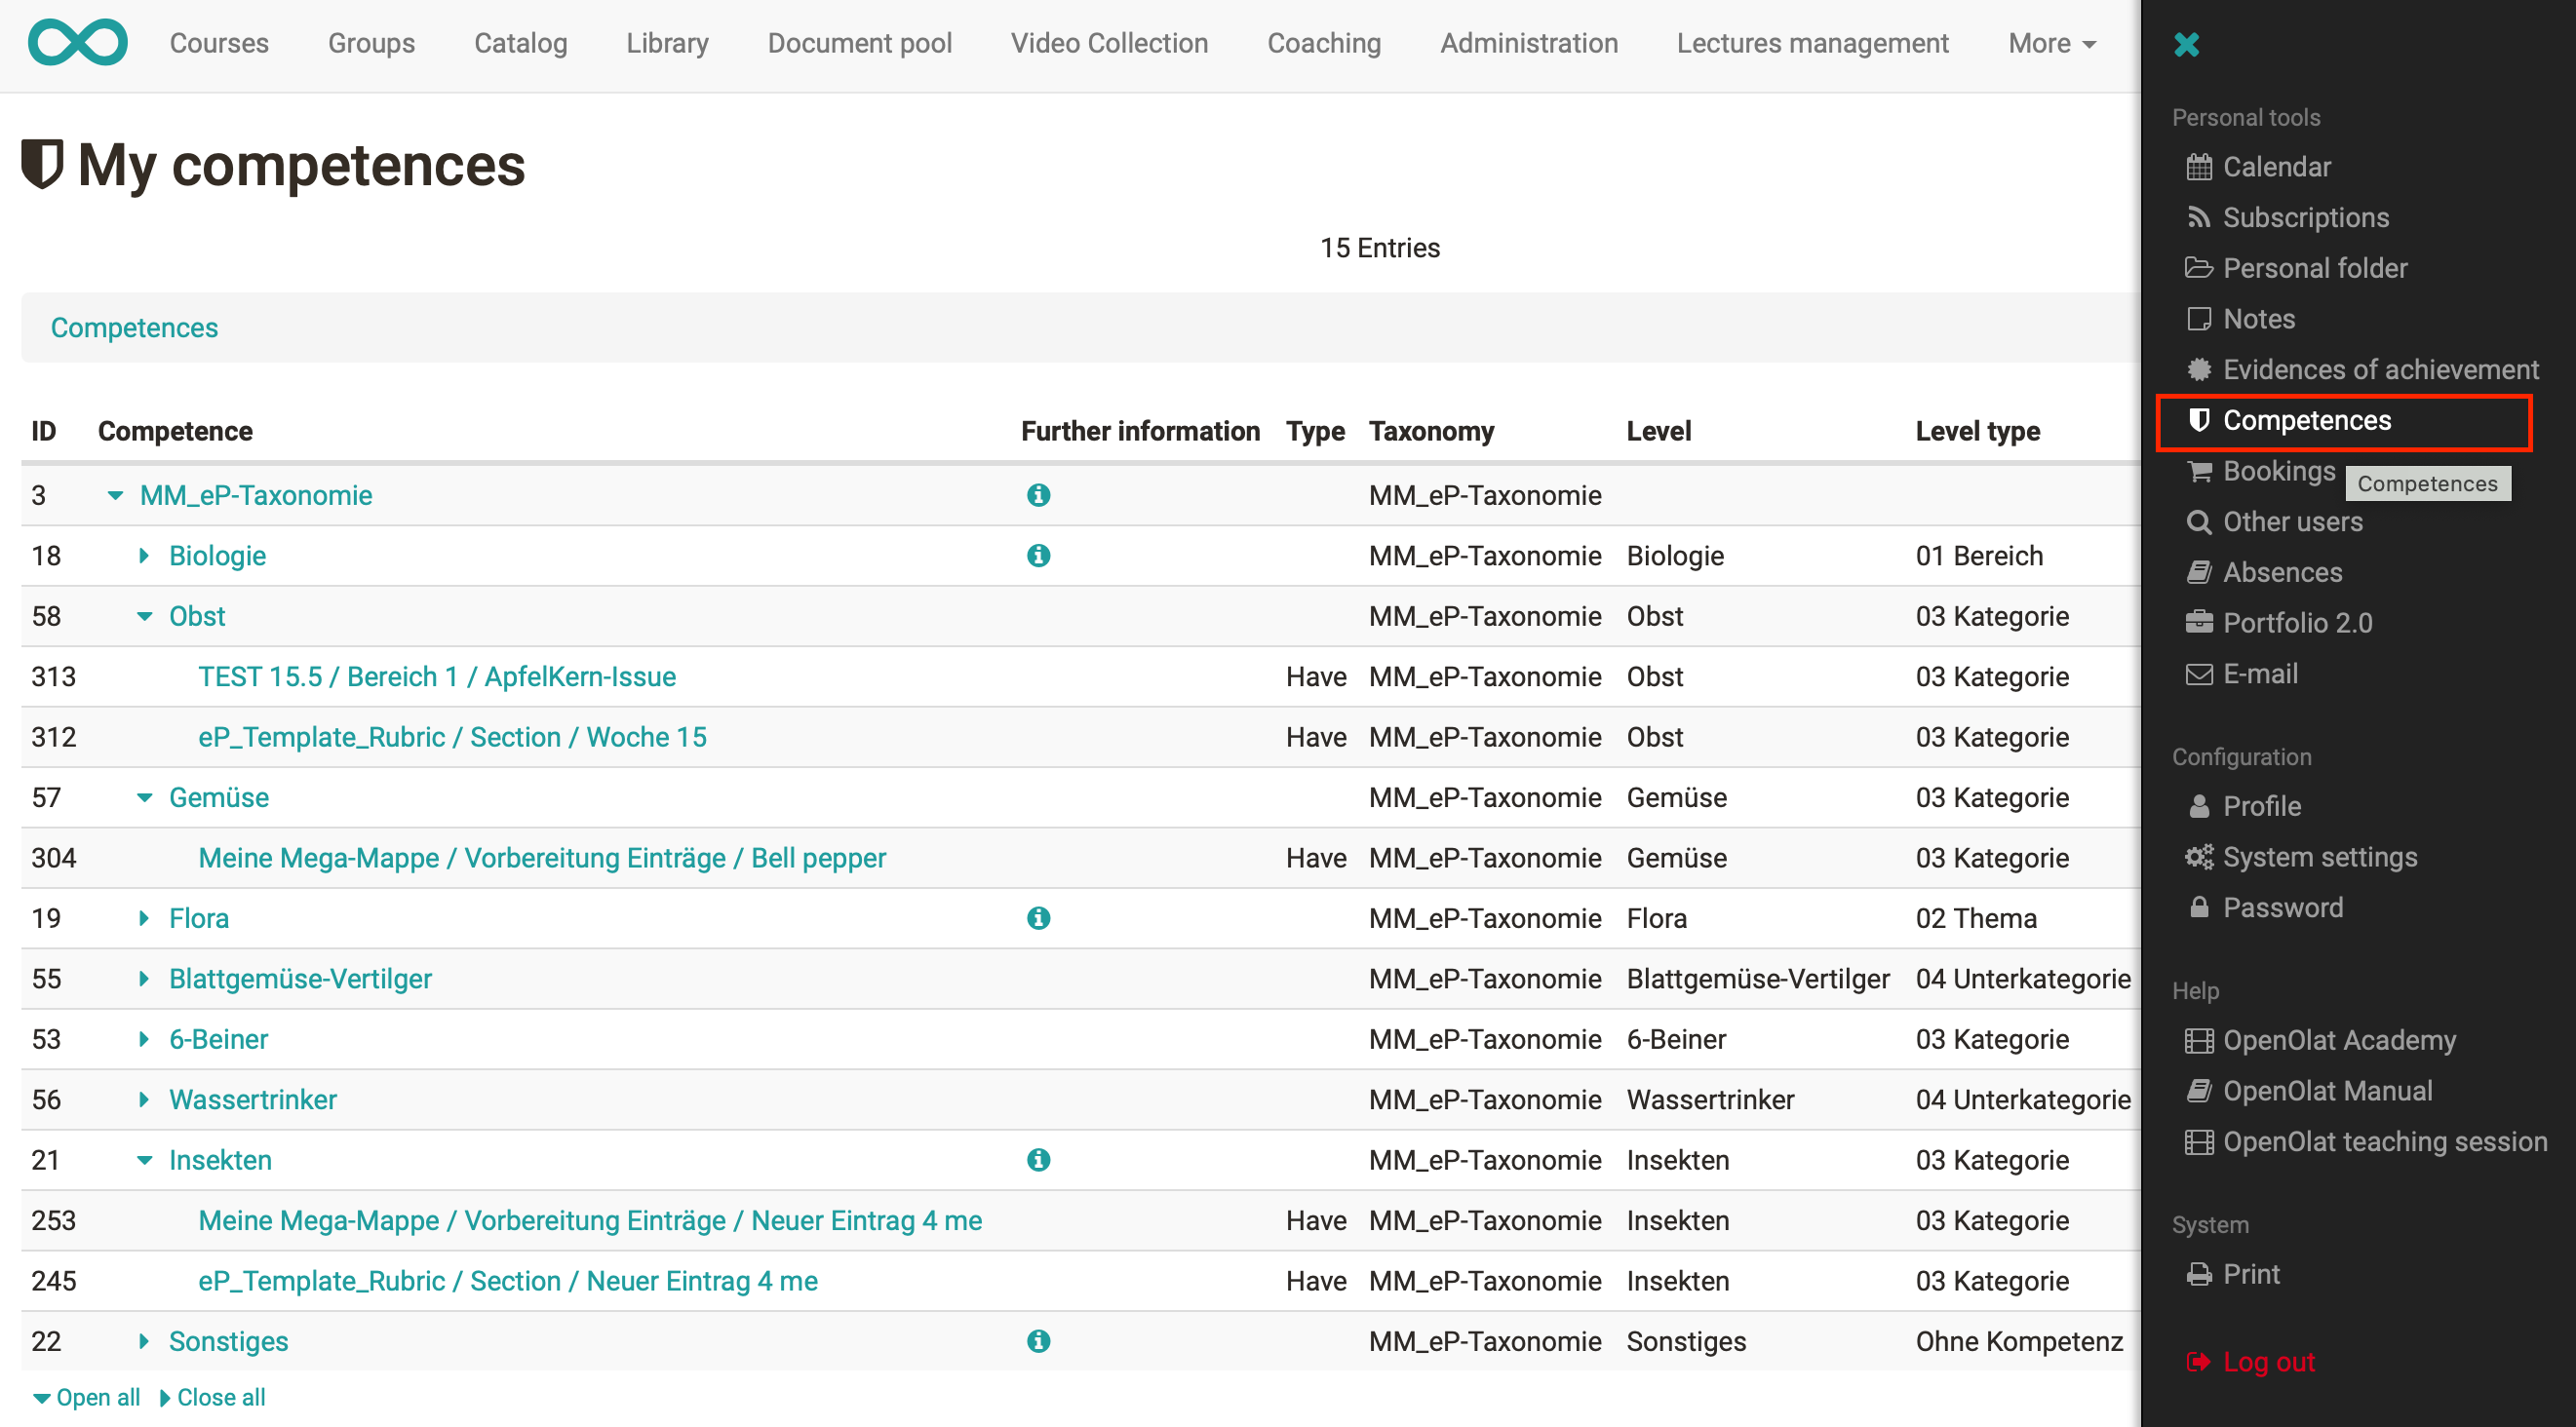 Courses Groups Catalog Library Document pool Video Collection Coaching Administration Lectures management More
My competences
15 Entries
Competences
ID Competence Further information Type Taxonomy Level Level type
3 MM_eP-Taxonomie MM_eP-Taxonomie
18 Biologie MM_eP-Taxonomie Biologie 01 Bereich
58 Obst MM_eP-Taxonomie Obst 03 Kategorie
313 TEST 15.5 / Bereich 1 / ApfelKern-Issue Have MM_eP-Taxonomie Obst 03 Kategorie
312 eP_Template_Rubric / Section / Woche 15 Have MM_eP-Taxonomie Obst 03 Kategorie
57 Gemüse MM_eP-Taxonomie Gemüse 03 Kategorie
304 Meine Mega-Mappe / Vorbereitung Einträge / Bell pepper Have MM_eP-Taxonomie Gemüse 03 Kategorie
19 Flora MM_eP-Taxonomie Flora 02 Thema
55 Blattgemüse-Vertilger MM_eP-Taxonomie Blattgemüse-Vertilger 04 Unterkategorie
53 6-Beiner MM_eP-Taxonomie 6-Beiner 03 Kategorie
56 Wassertrinker MM_eP-Taxonomie Wassertrinker 04 Unterkategorie
21 Insekten MM_eP-Taxonomie Insekten 03 Kategorie
253 Meine Mega-Mappe / Vorbereitung Einträge / Neuer Eintrag 4 me Have MM_eP-Taxonomie Insekten 03 Kategorie
245 eP_Template_Rubric / Section / Neuer Eintrag 4 me Have MM_eP-Taxonomie Insekten 03 Kategorie
22 Sonstiges MM_eP-Taxonomie Sonstiges Ohne Kompetenz
Open all Close all
Personal tools
Calendar
Subscriptions
Personal folder
Notes
Evidences of achievement
Competences
Bookings
Competences
Other users
Absences
Portfolio 2.0
E-mail
Configuration
Profile
System settings
Password
Help
OpenOlat Academy
OpenOlat Manual
OpenOlat teaching session
System
Print
Log out